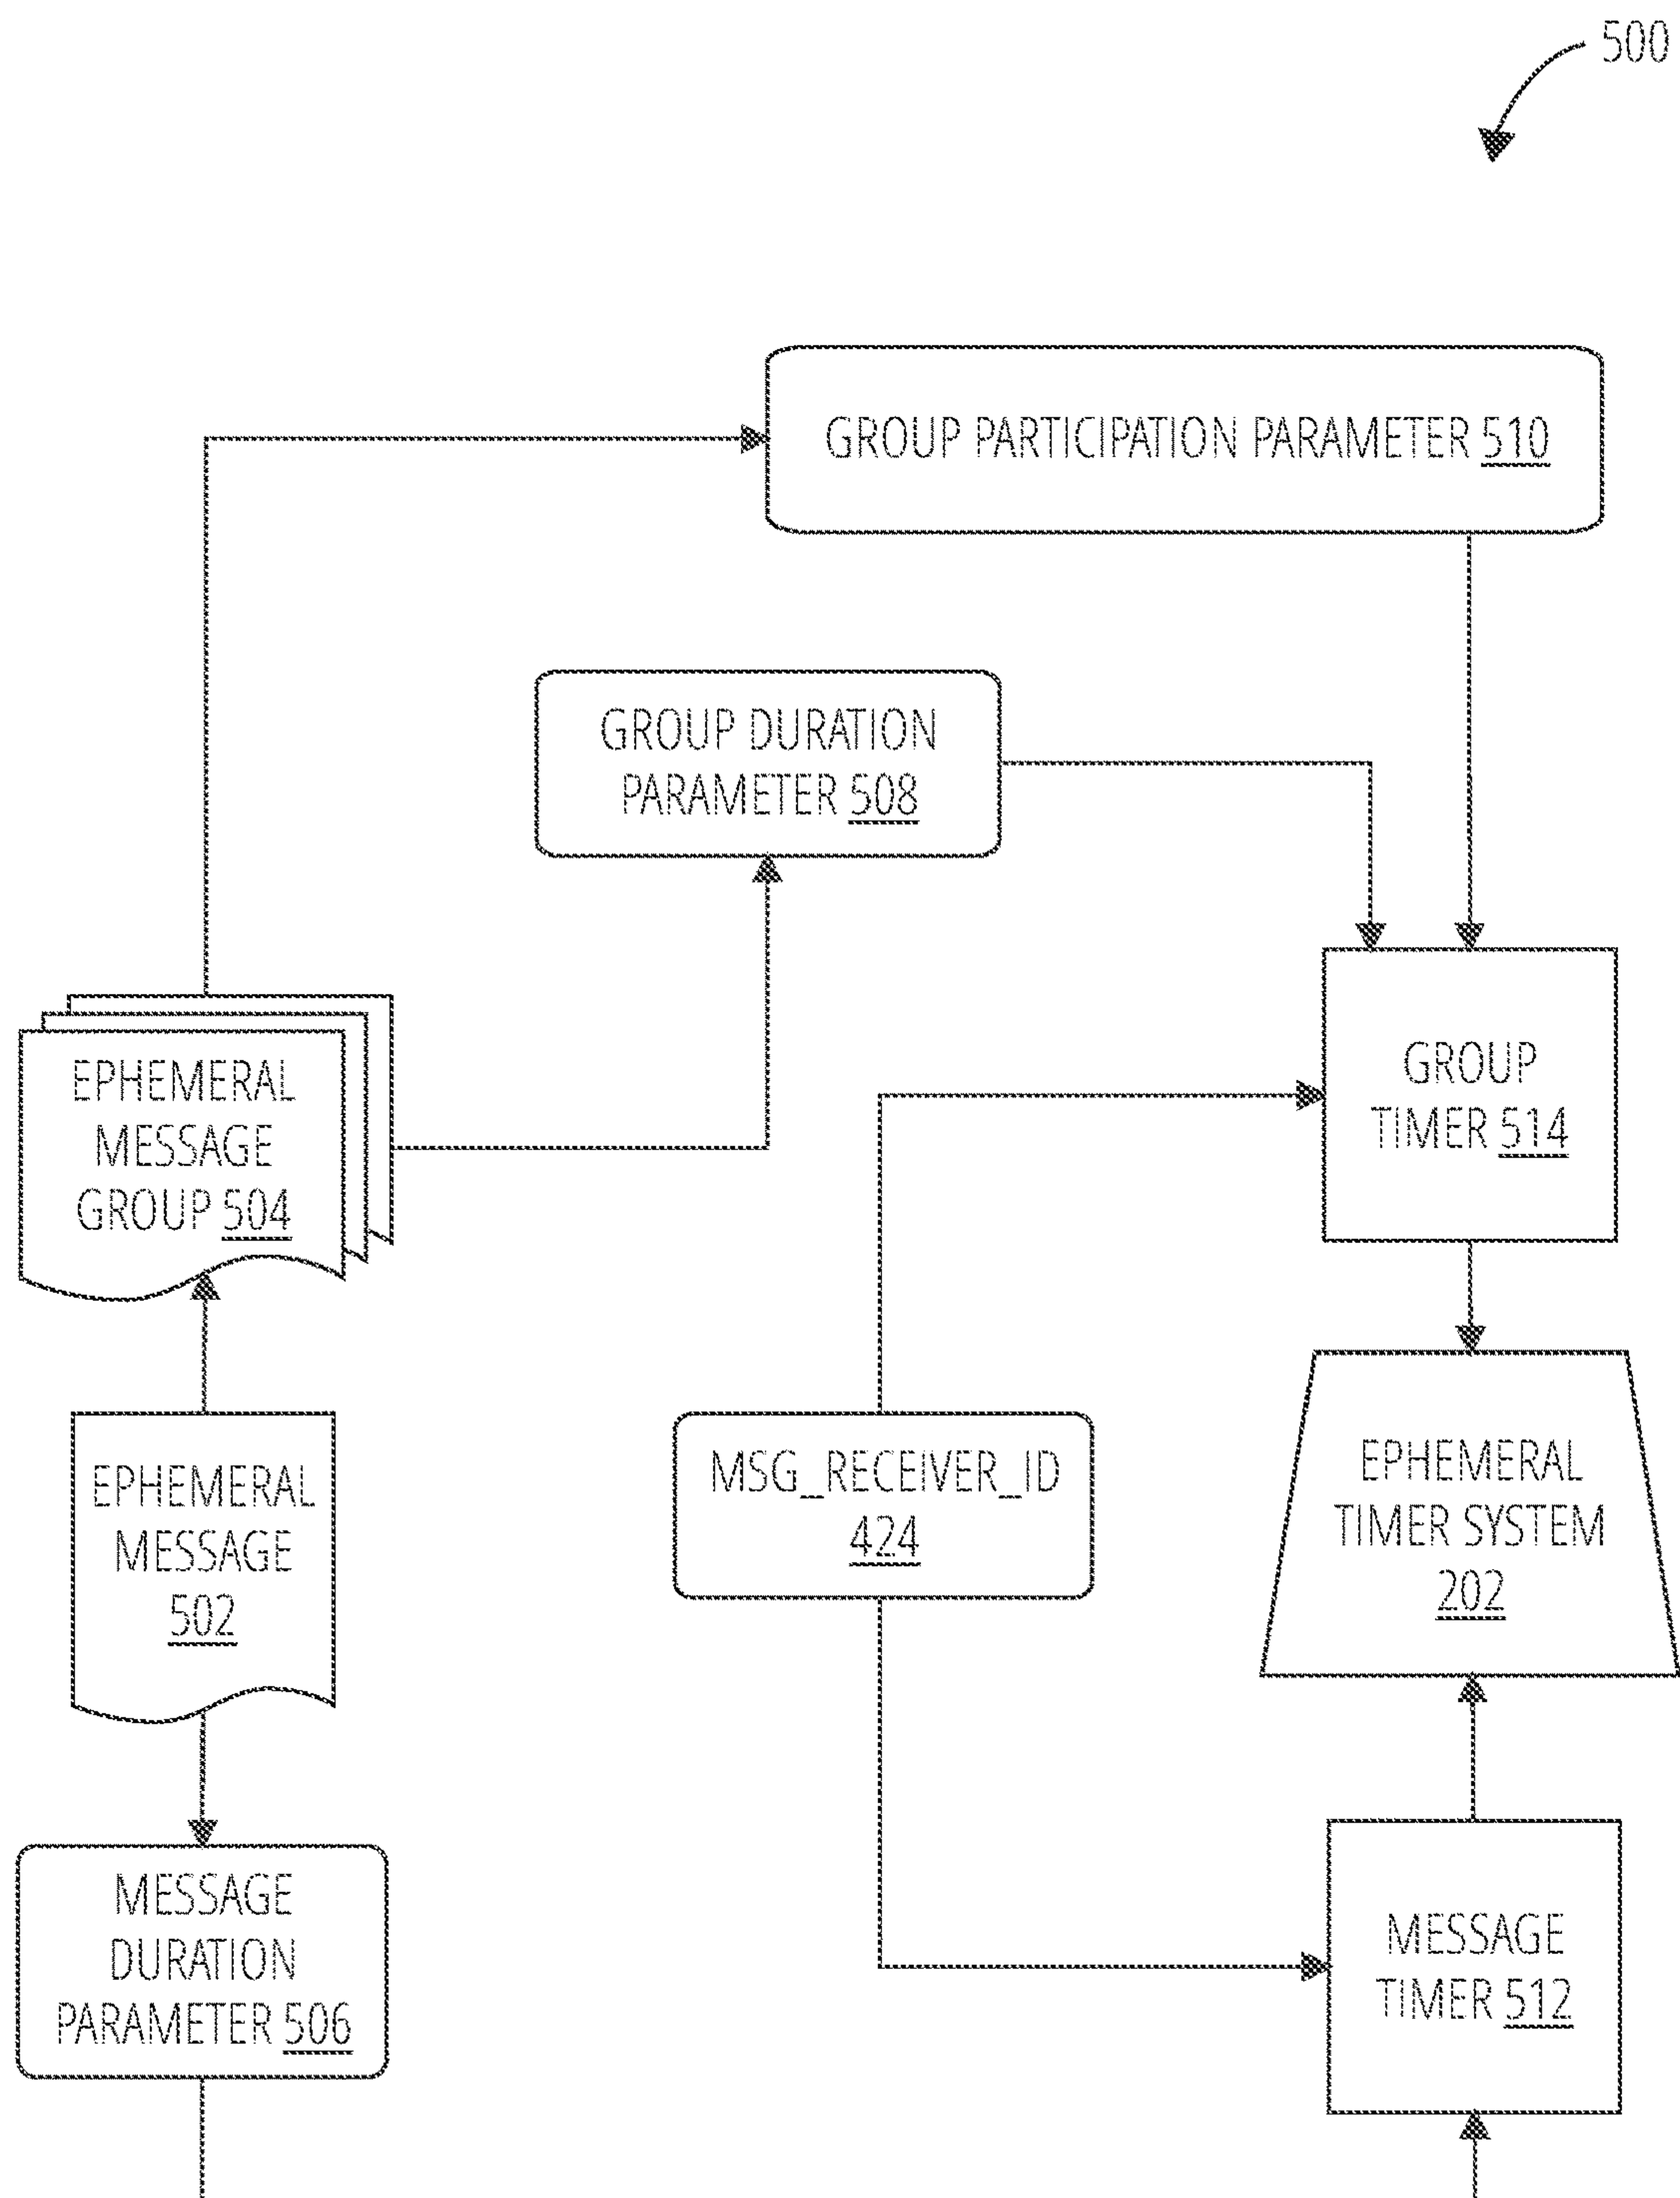 500
GROUP PARTICIPATION PARAMETER 510
GROUP DURATION
PARAMETER 508
EPHEMERAL
MESSAGE
GROUP 504
GROUP
TIMER 514
EPHEMERAL
MESSAGE
502
MSG_RECEIVER_ID
424
EPHEMERAL
TIMER SYSTEM
202
MESSAGE
DURATION
PARAMETER 506
MESSAGE
TIMER 512